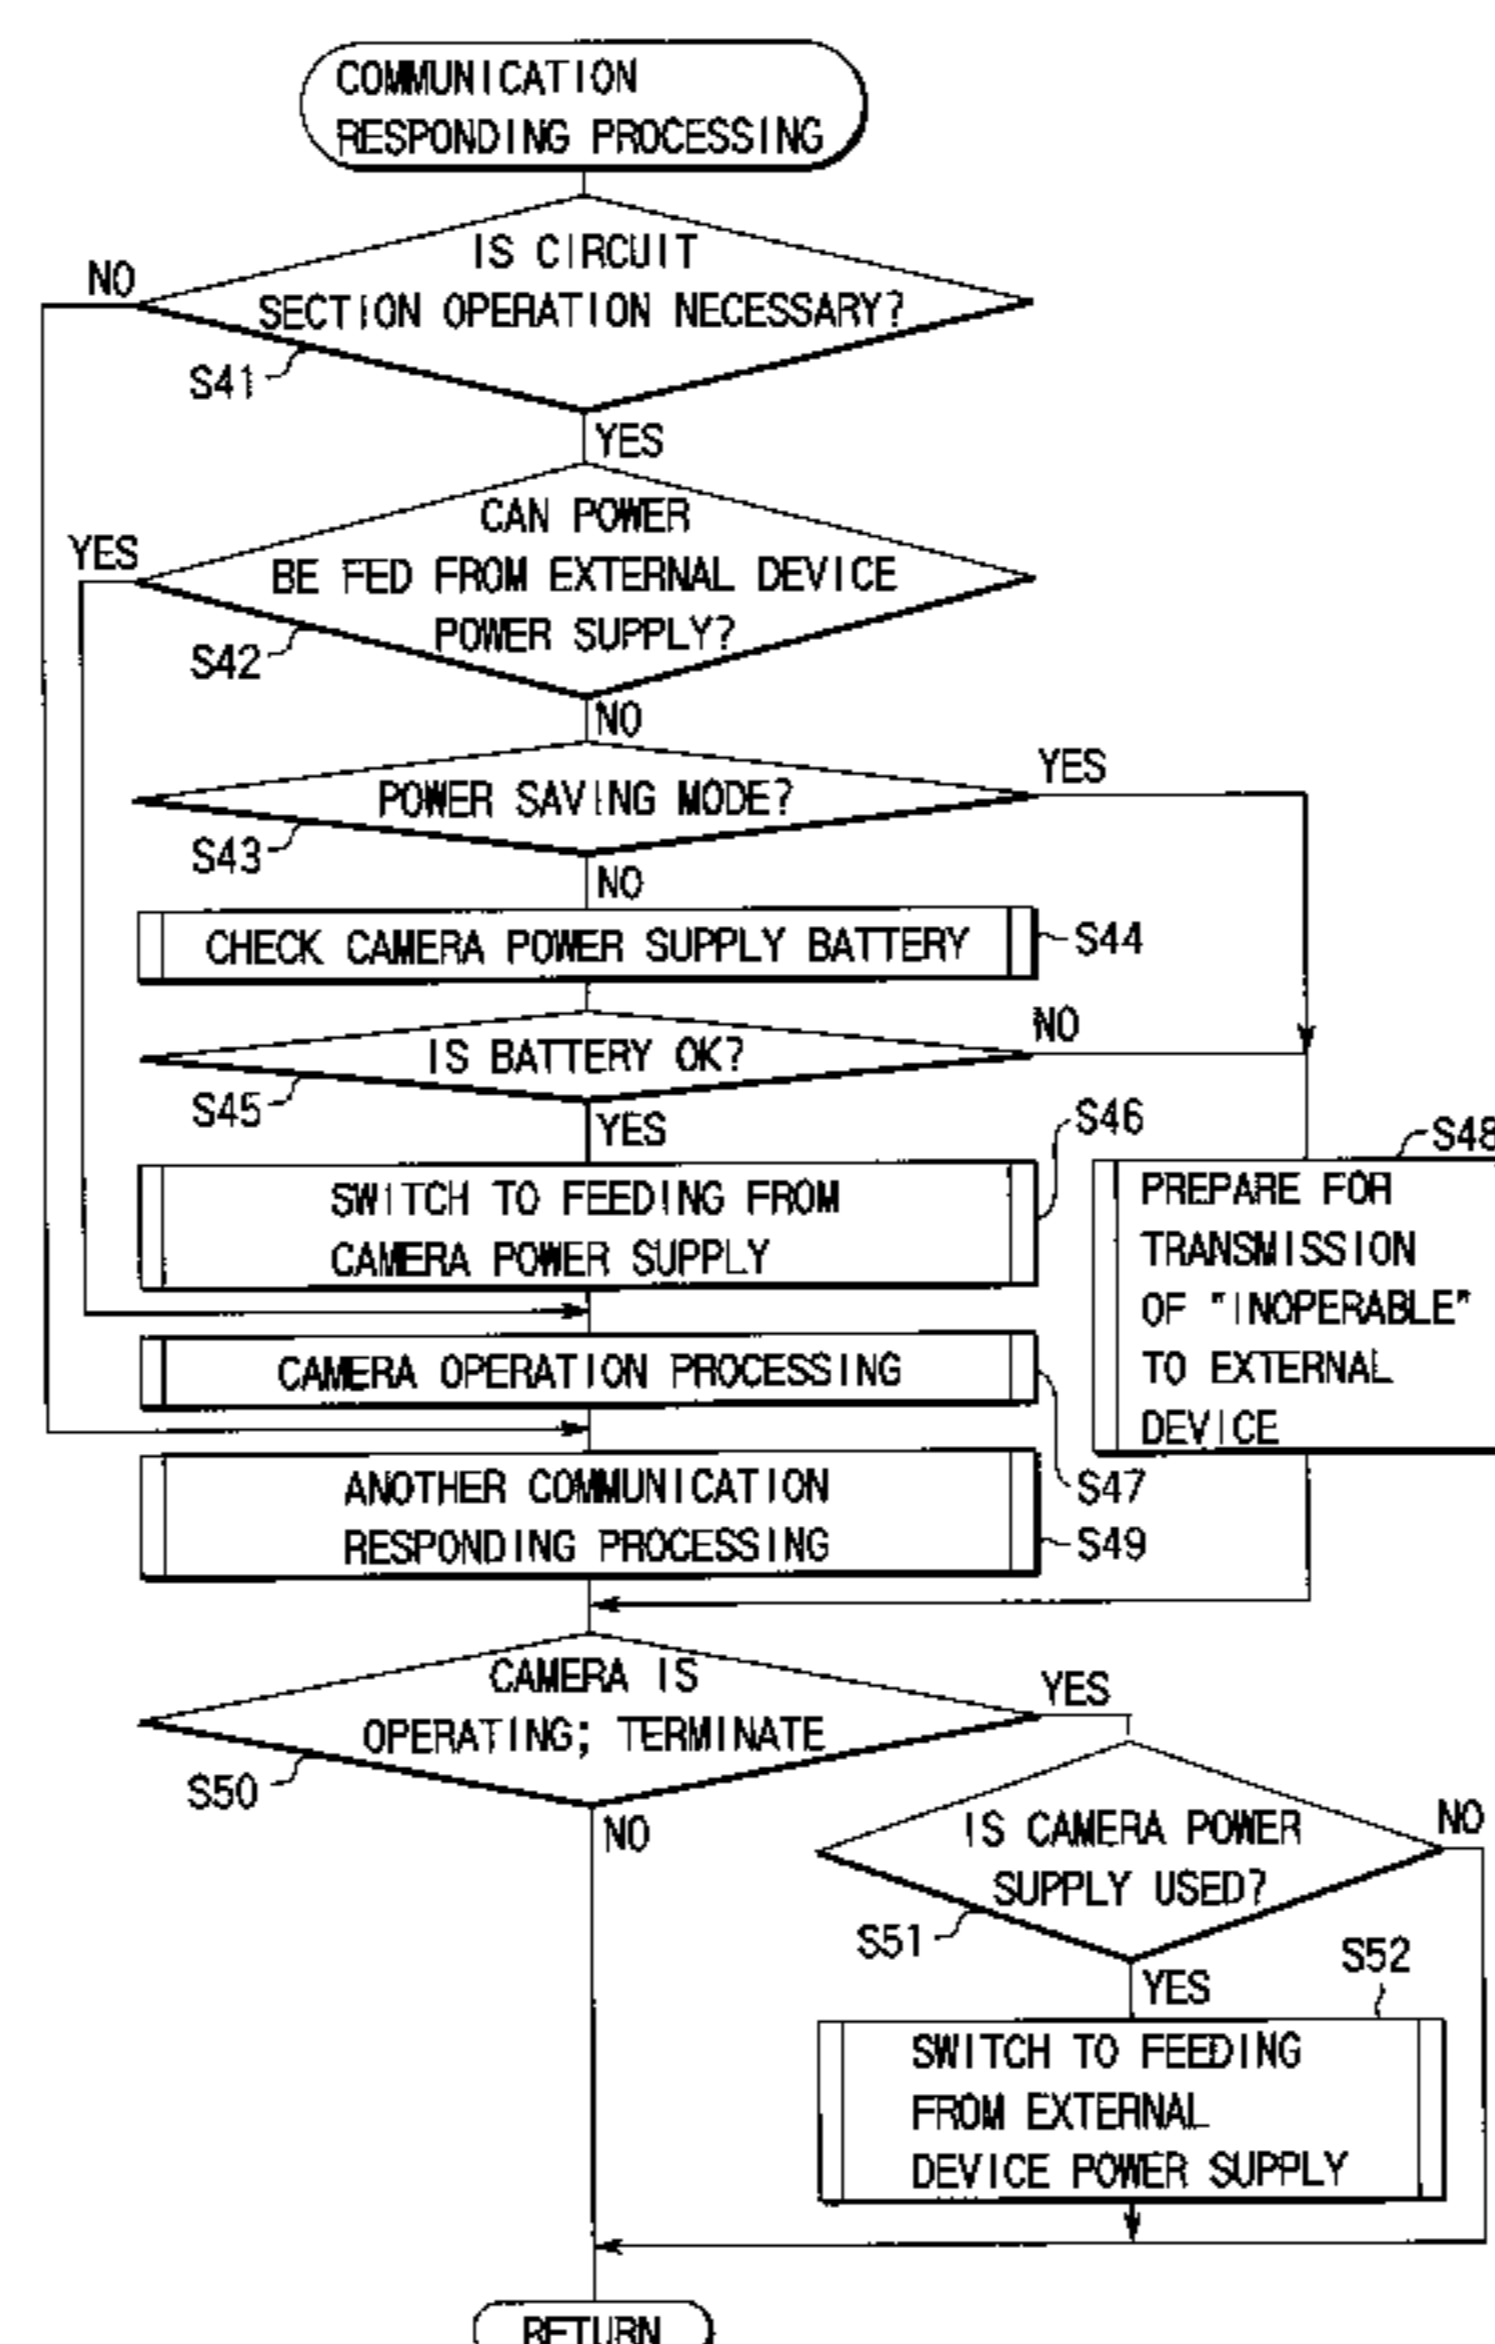 COMMUNICATION
RESPONDING PROCESSING
IS CIRCUIT
SECTION OPERATION NECESSARY?
NO
S41
YES
CAN POWER
BE FED FROM EXTERNAL DEVICE
POWER SUPPLY?
YES
S42
NO
POWER SAVING MODE?
YES
S43
NO
CHECK CAMERA POWER SUPPLY BATTERY
S44
IS BATTERY OK?
NO
S45
YES
SWITCH TO FEEDING FROM
CAMERA POWER SUPPLY
S46
S48
PREPARE FOR
TRANSMISSION
OF "INOPERABLE"
TO EXTERNAL
DEVICE
CAMERA OPERATION PROCESSING
S47
ANOTHER COMMUNICATION
RESPONDING PROCESSING
S49
CAMERA IS
OPERATING; TERMINATE
YES
S50
NO
IS CAMERA POWER
SUPPLY USED?
NO
S51
YES
S52
SWITCH TO FEEDING
FROM EXTERNAL
DEVICE POWER SUPPLY
RETURN